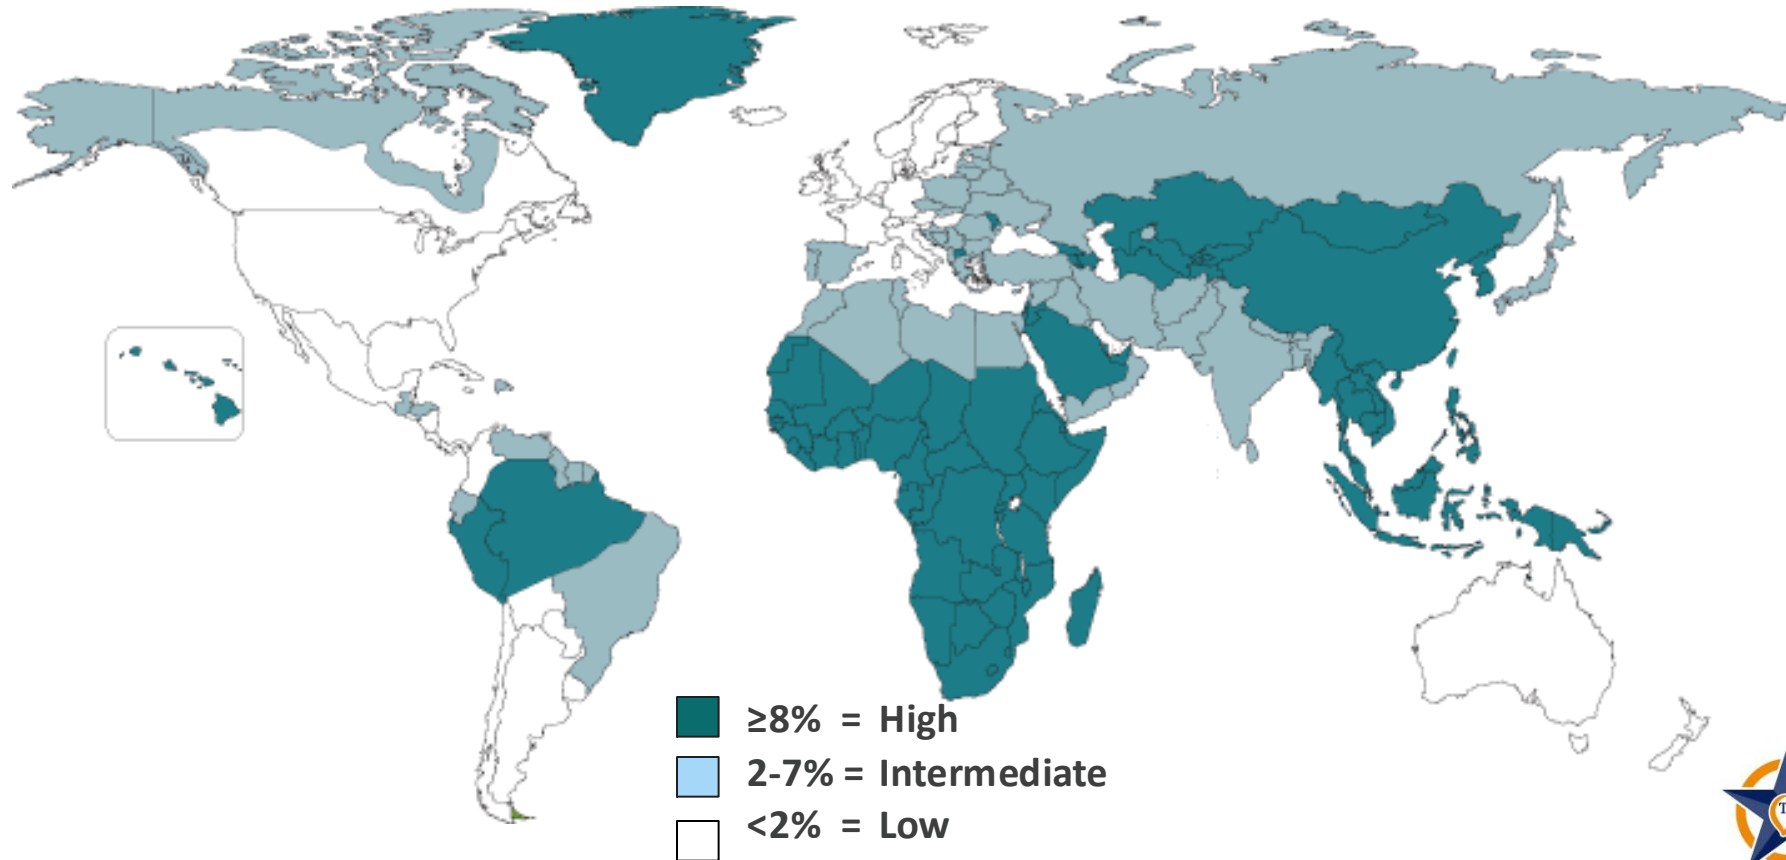 ≥8% = High
2-7% = Intermediate
<2% = Low